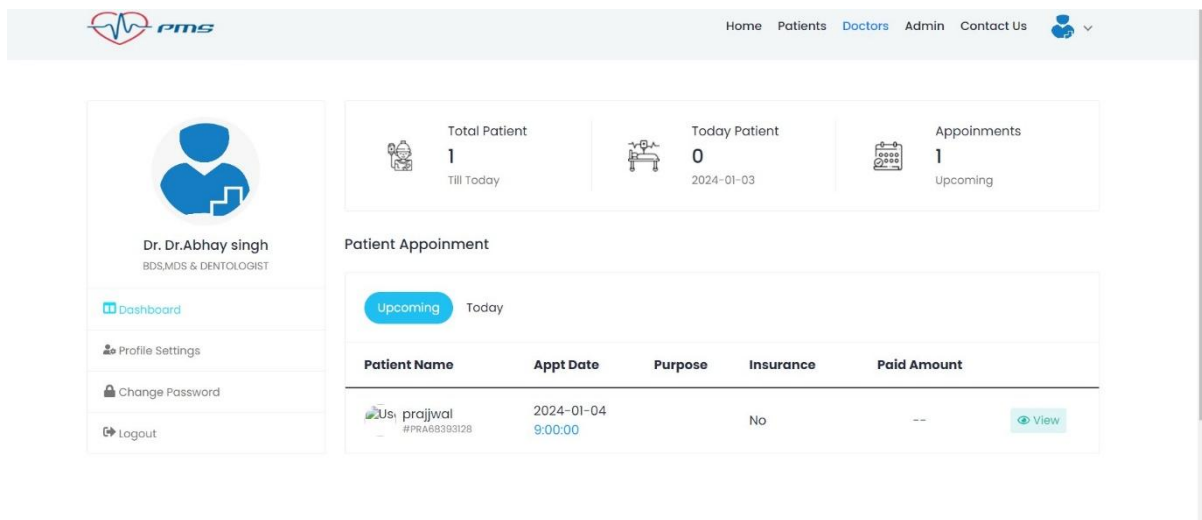 PMS
Home Patients Doctors Admin Contact Us
Dr. Dr.Abhay singh
BDS,MDS & DENTOLOGIST
Dashboard
Profile Settings
Change Password
Logout
Total Patient
1
Till Today
Today Patient
0
2024-01-03
Appoinments
1
Upcoming
Patient Appoinment
Upcoming Today
Patient Name Appt Date Purpose Insurance Paid Amount
Use prajjwal 2024-01-04 No -- View
#PRA68393128 9:00:00